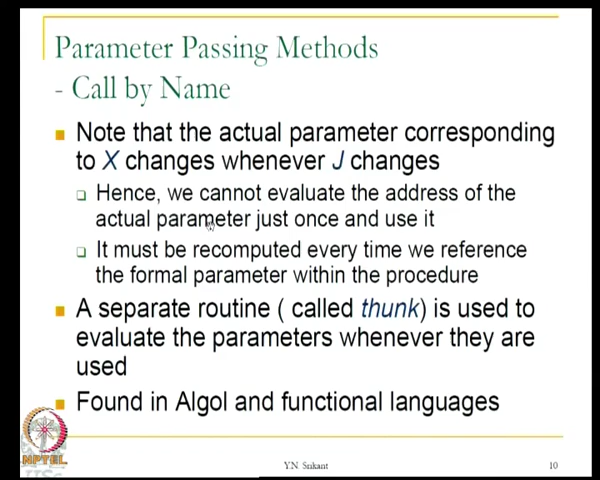 Parameter Passing Methods
- Call by Name
Note that the actual parameter corresponding
to X changes whenever J changes
Hence, we cannot evaluate the address of the
actual parameter just once and use it
It must be recomputed every time we reference
the formal parameter within the procedure
A separate routine ( called thunk) is used to
evaluate the parameters whenever they are
used
Found in Algol and functional languages
NPTEL
Y.N. Srikant
10